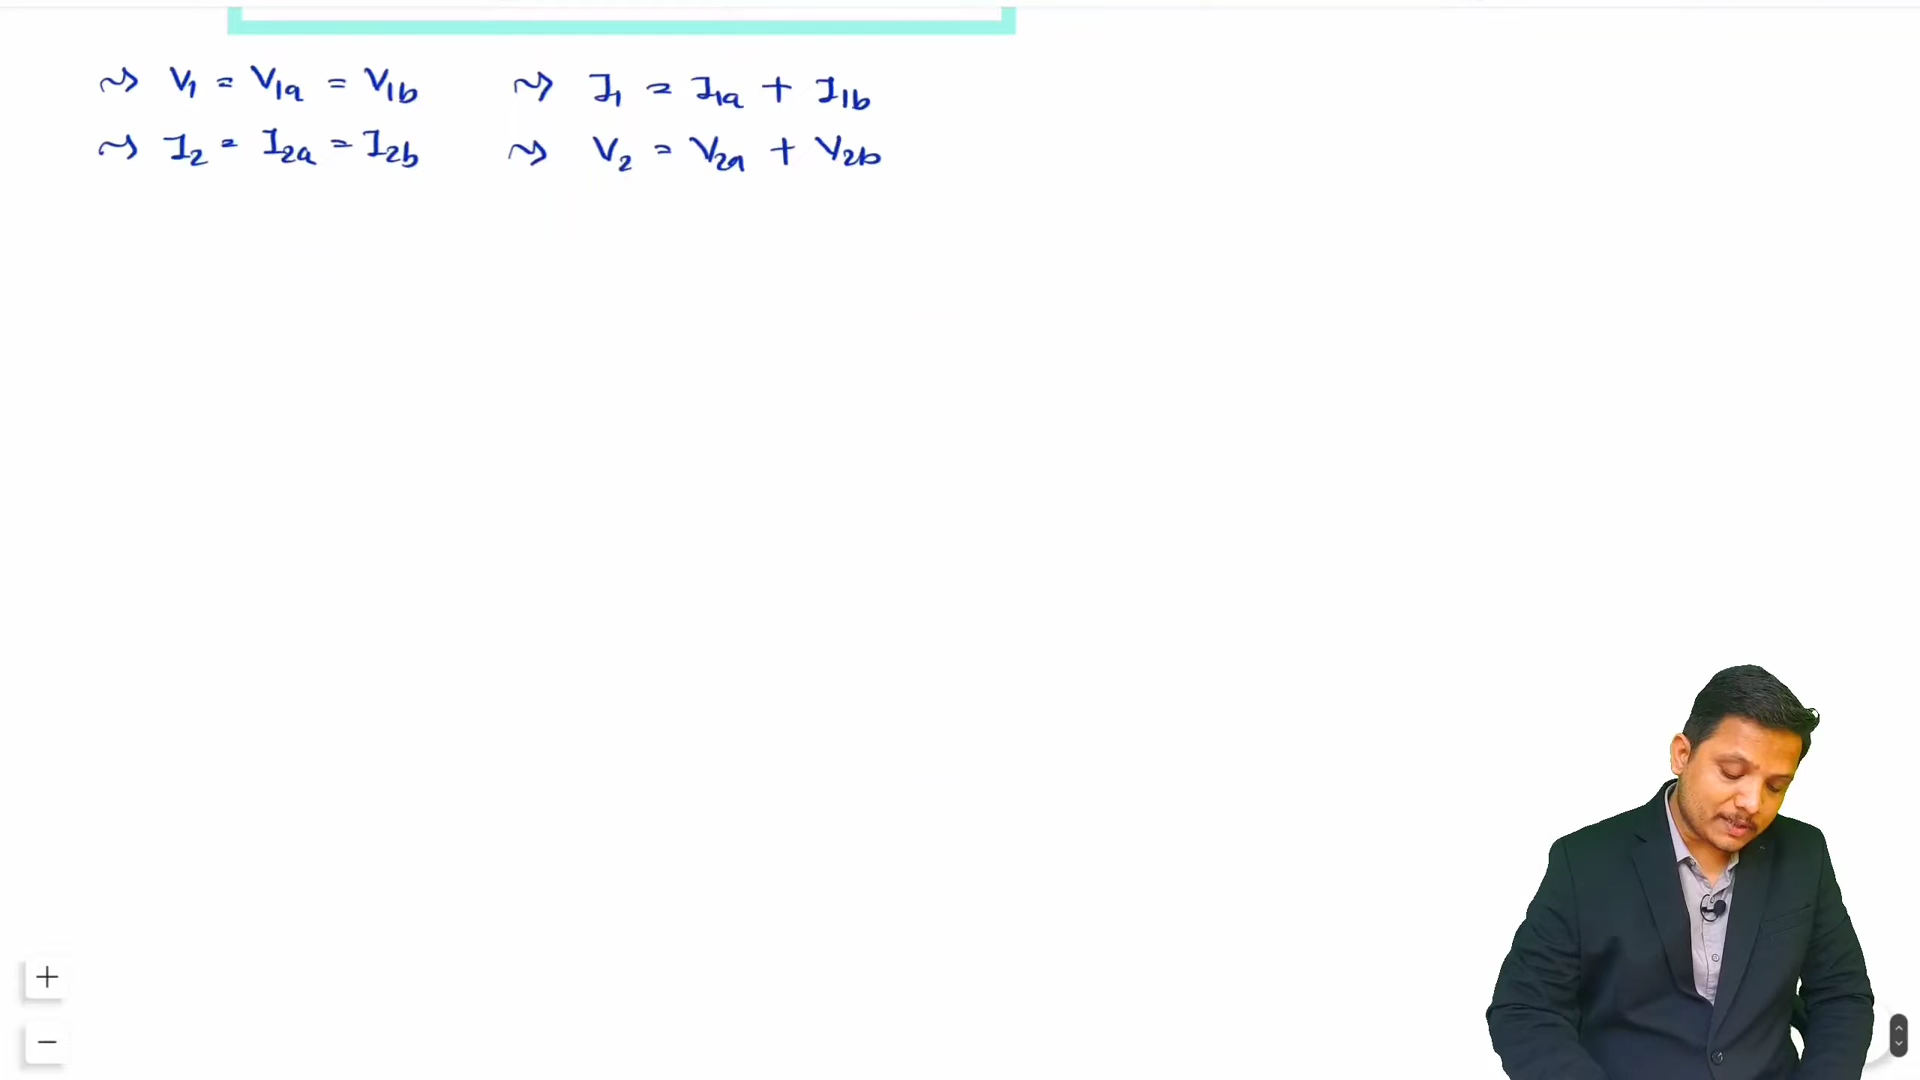 ⇝ V₁ = V₁a = V₁b ⇝ I₁ = I₁a + I₁b
⇝ I₂ = I₂a = I₂b ⇝ V₂ = V₂a + V₂b
+
−